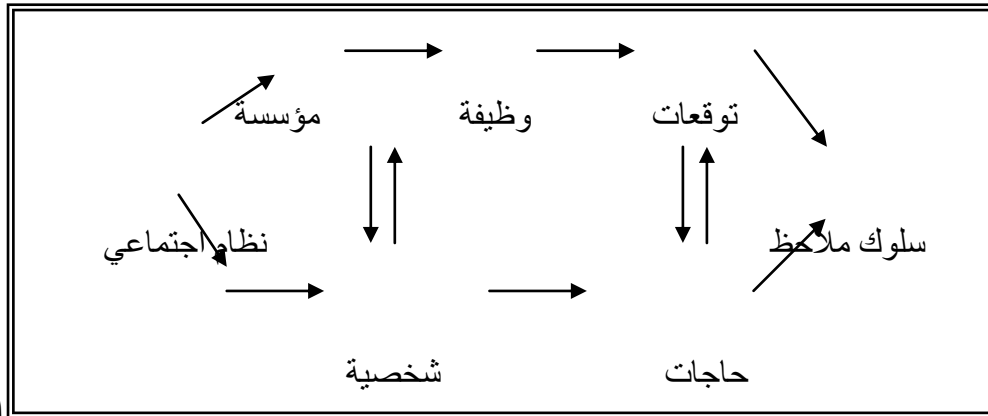 مؤسسة وظيفة توقعات
نظام اجتماعي سلوك ملاحظ
شخصية حاجات